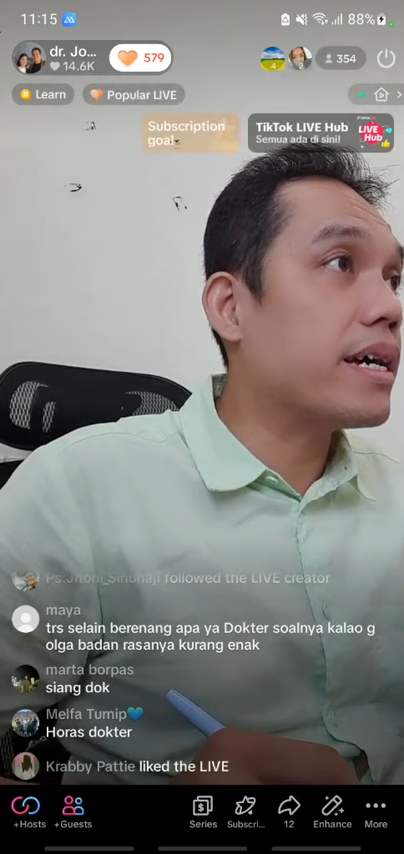 11:15
88%
dr. Jo...
14.6K
579
4
354
Learn
Popular LIVE
Subscription
goal
TikTok LIVE Hub
Semua ada di sini!
LIVE
Hub
Ps.Jhoni_Sinuhaji followed the LIVE creator
maya
trs selain berenang apa ya Dokter soalnya kalao g
olga badan rasanya kurang enak
marta borpas
siang dok
Melfa Turnip💙
Horas dokter
Krabby Pattie liked the LIVE
+Hosts
+Guests
Series
Subscri...
12
Enhance
More